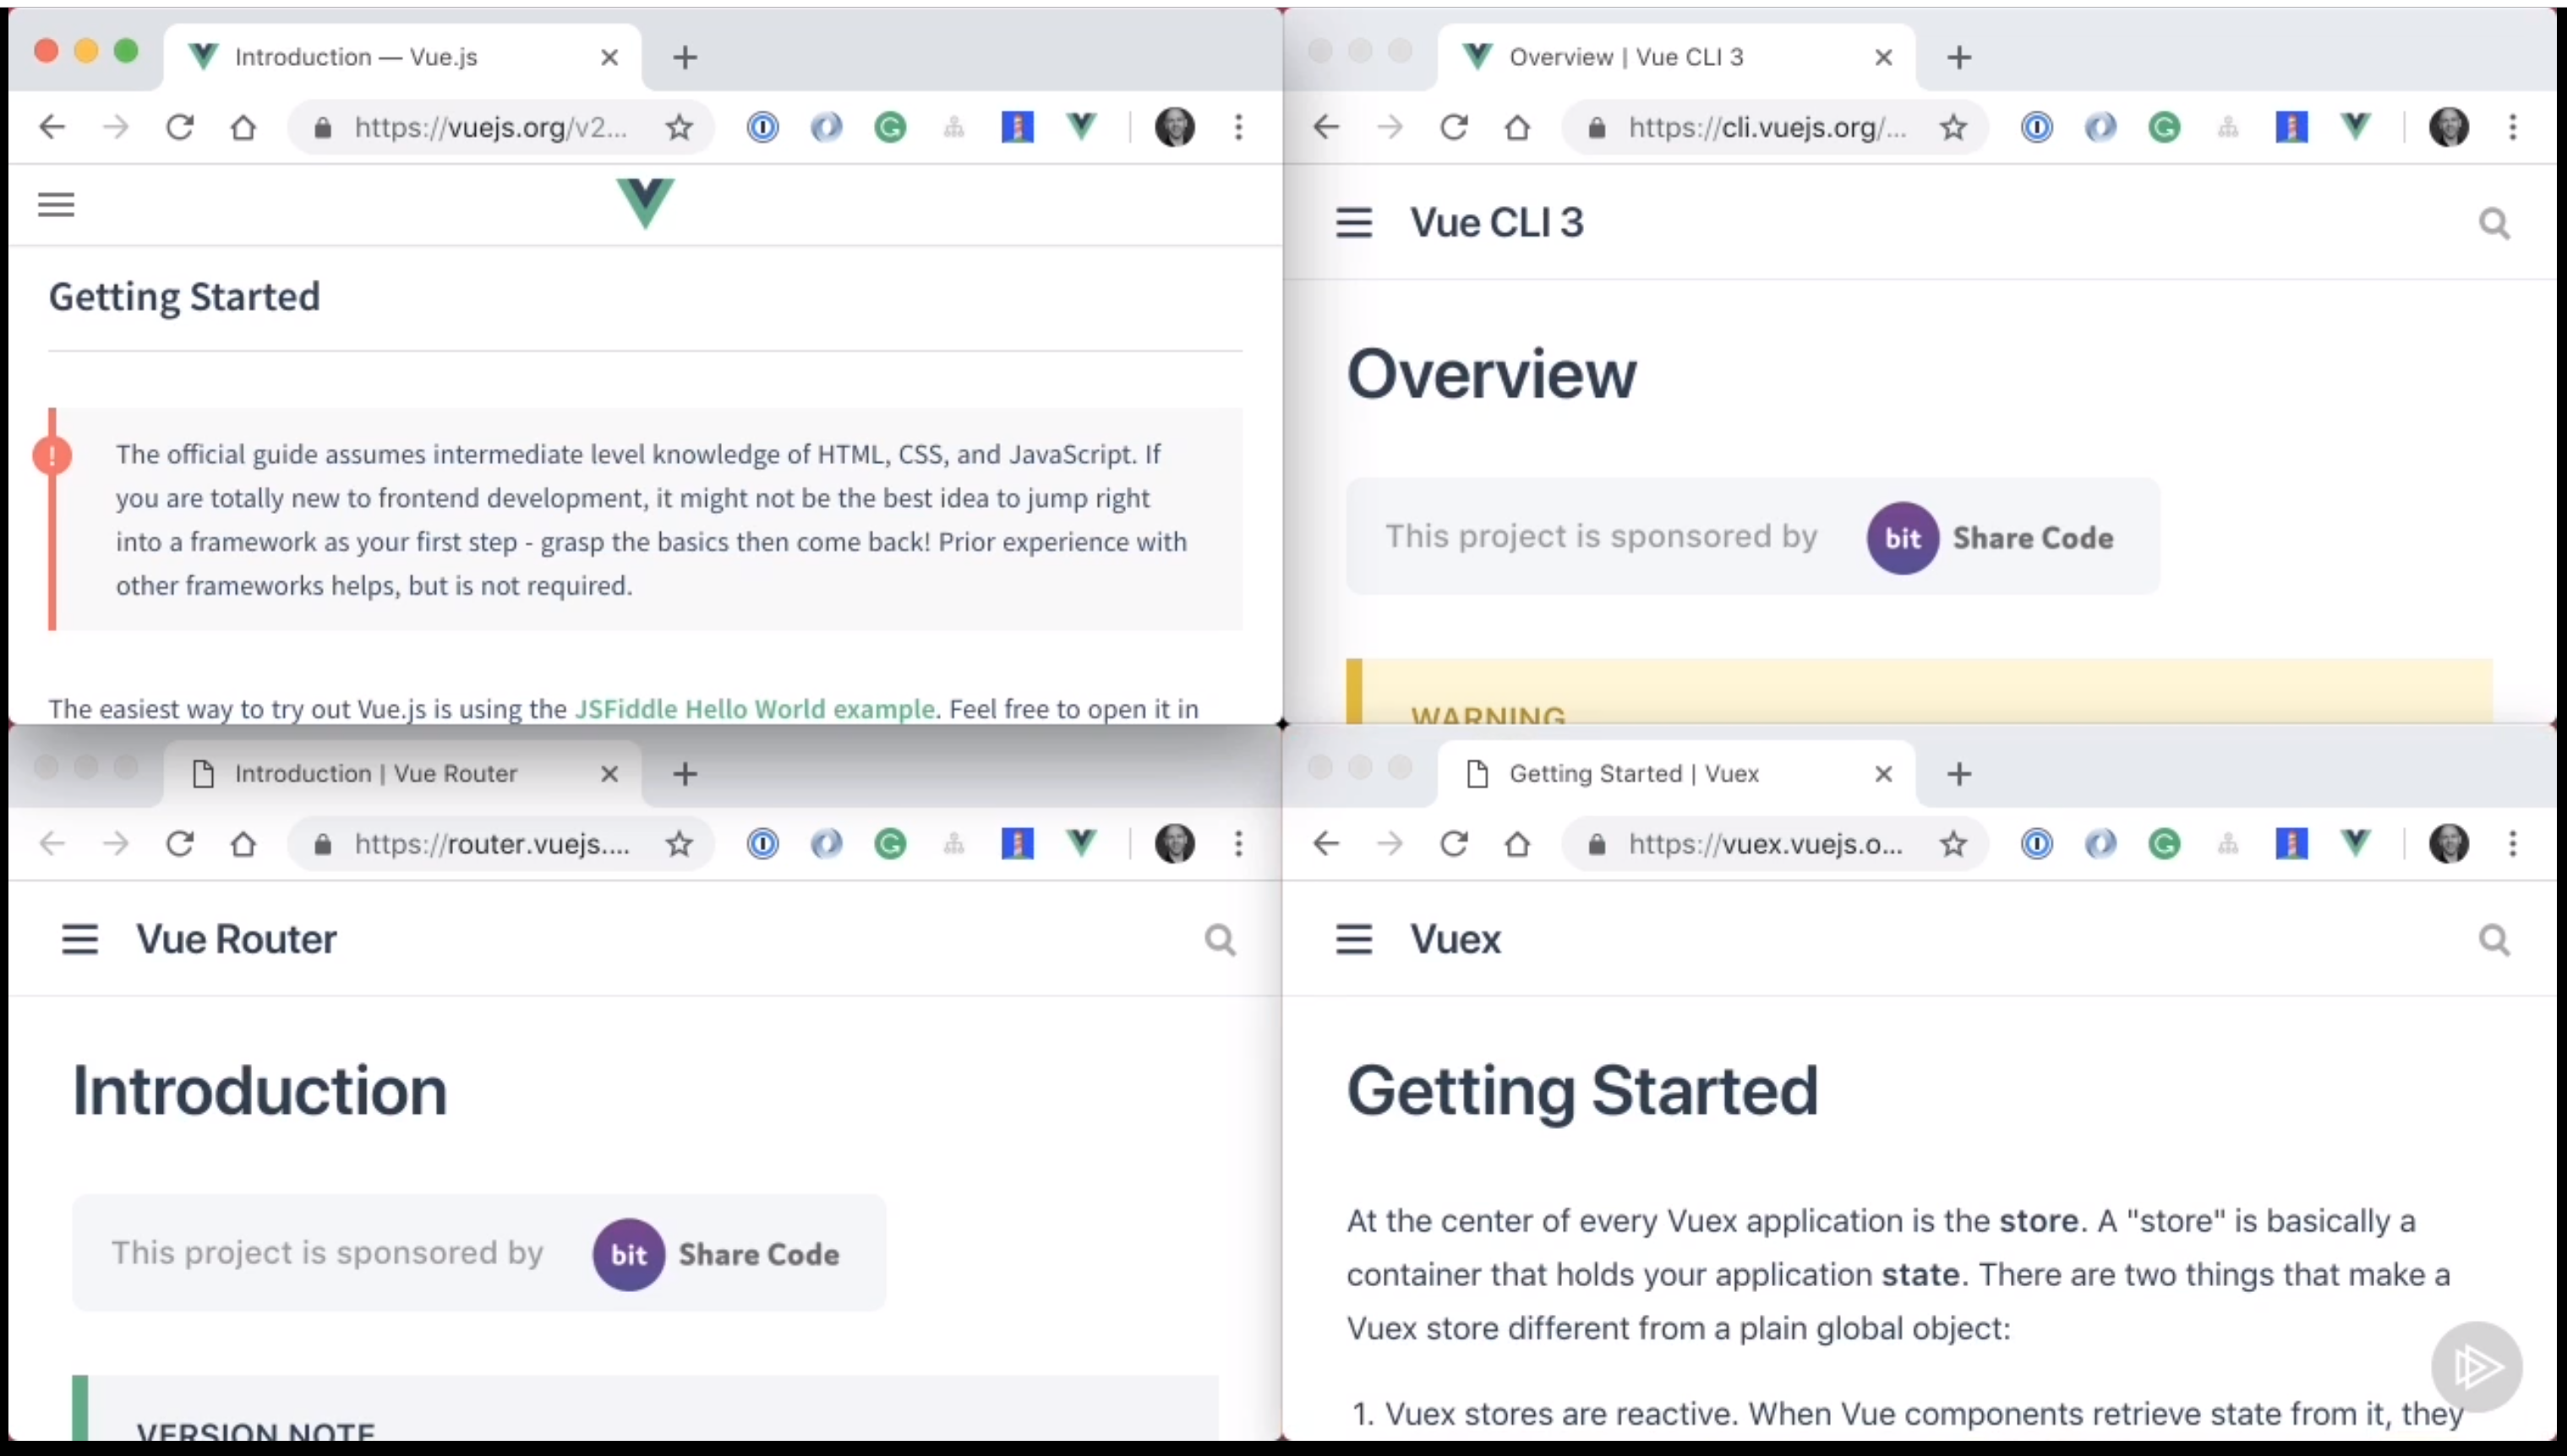 Introduction — Vue.js
https://vuejs.org/v2...
Getting Started
The official guide assumes intermediate level knowledge of HTML, CSS, and JavaScript. If
you are totally new to frontend development, it might not be the best idea to jump right
into a framework as your first step - grasp the basics then come back! Prior experience with
other frameworks helps, but is not required.
The easiest way to try out Vue.js is using the JSFiddle Hello World example. Feel free to open it in
Overview | Vue CLI 3
https://cli.vuejs.org/...
Vue CLI 3
Overview
This project is sponsored by bit Share Code
WARNING
Introduction | Vue Router
https://router.vuejs....
Vue Router
Introduction
This project is sponsored by bit Share Code
VERSION NOTE
Getting Started | Vuex
https://vuex.vuejs.o...
Vuex
Getting Started
At the center of every Vuex application is the store. A "store" is basically a
container that holds your application state. There are two things that make a
Vuex store different from a plain global object:
1. Vuex stores are reactive. When Vue components retrieve state from it, they